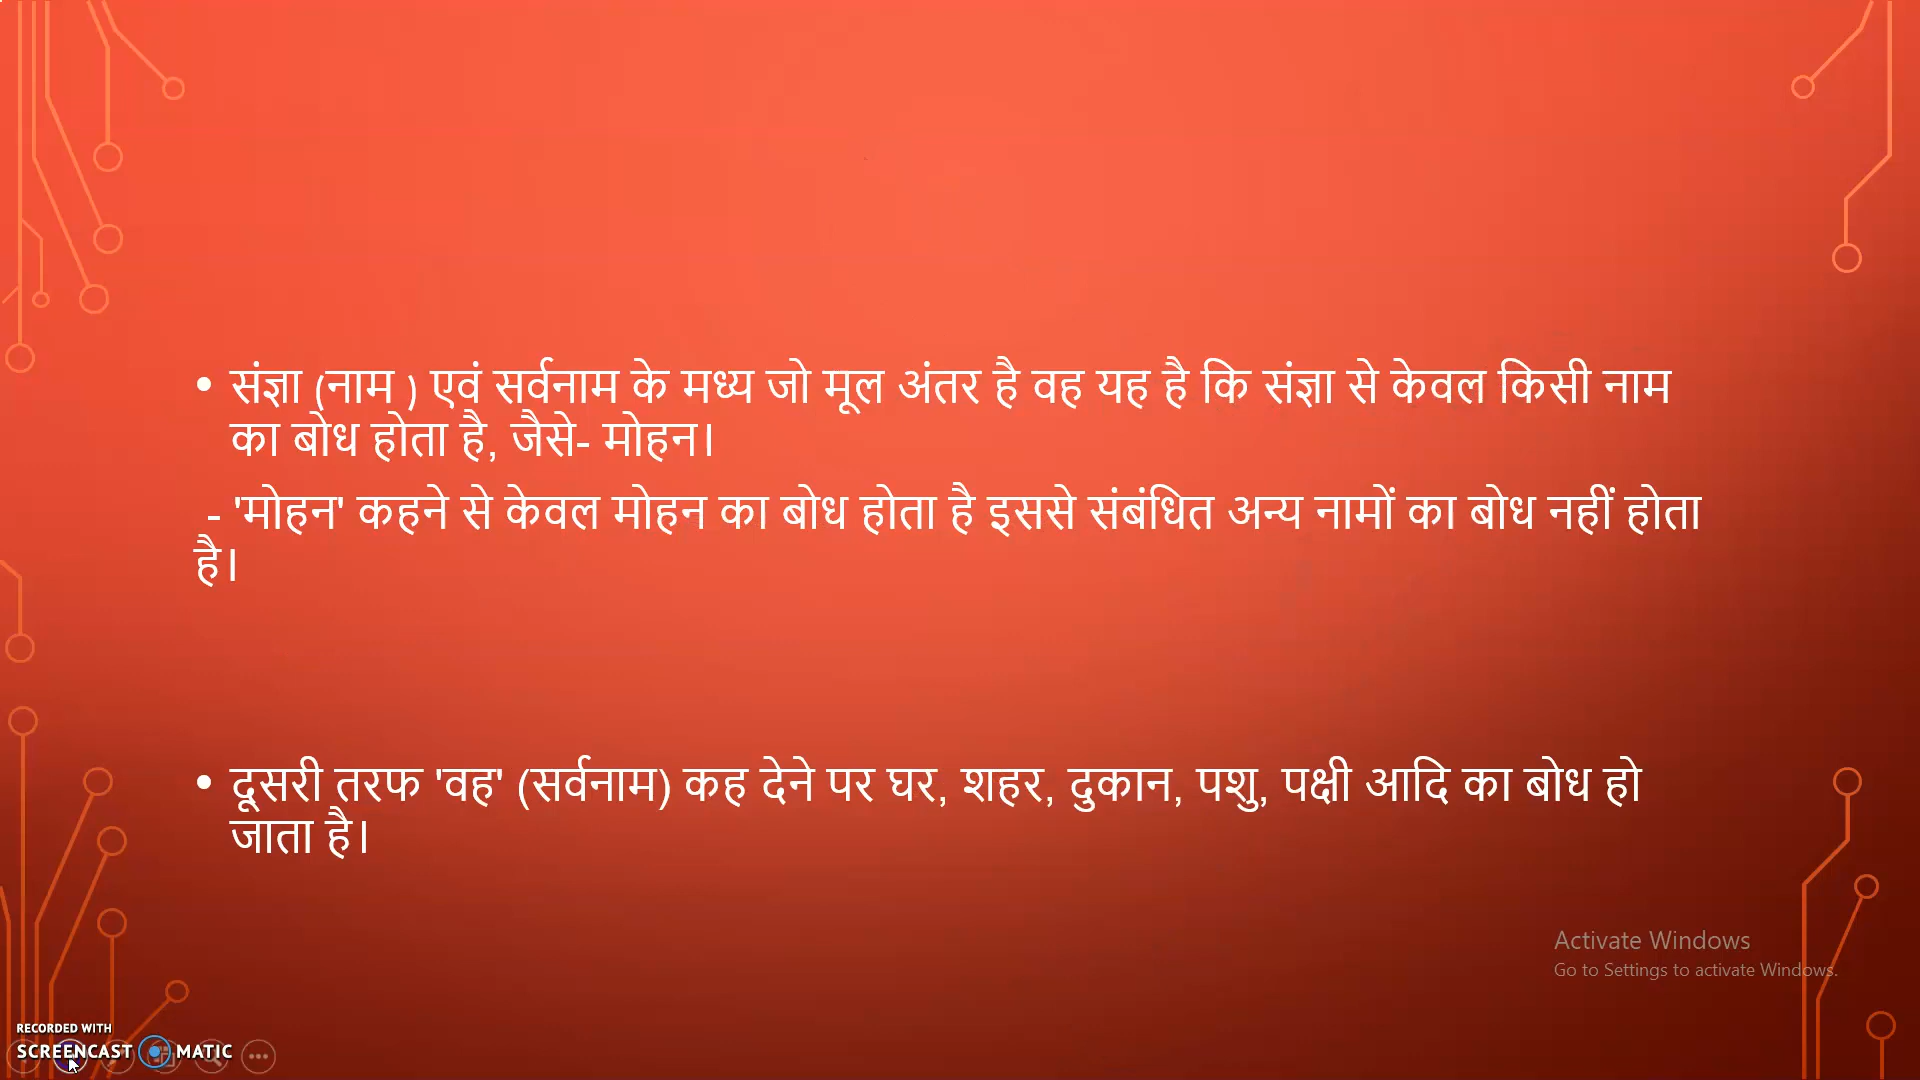 • संज्ञा (नाम ) एवं सर्वनाम के मध्य जो मूल अंतर है वह यह है कि संज्ञा से केवल किसी नाम
का बोध होता है, जैसे- मोहन।
- 'मोहन' कहने से केवल मोहन का बोध होता है इससे संबंधित अन्य नामों का बोध नहीं होता
है।
• दूसरी तरफ 'वह' (सर्वनाम) कह देने पर घर, शहर, दुकान, पशु, पक्षी आदि का बोध हो
जाता है।
Activate Windows
Go to Settings to activate Windows.
RECORDED WITH
SCREENCAST MATIC